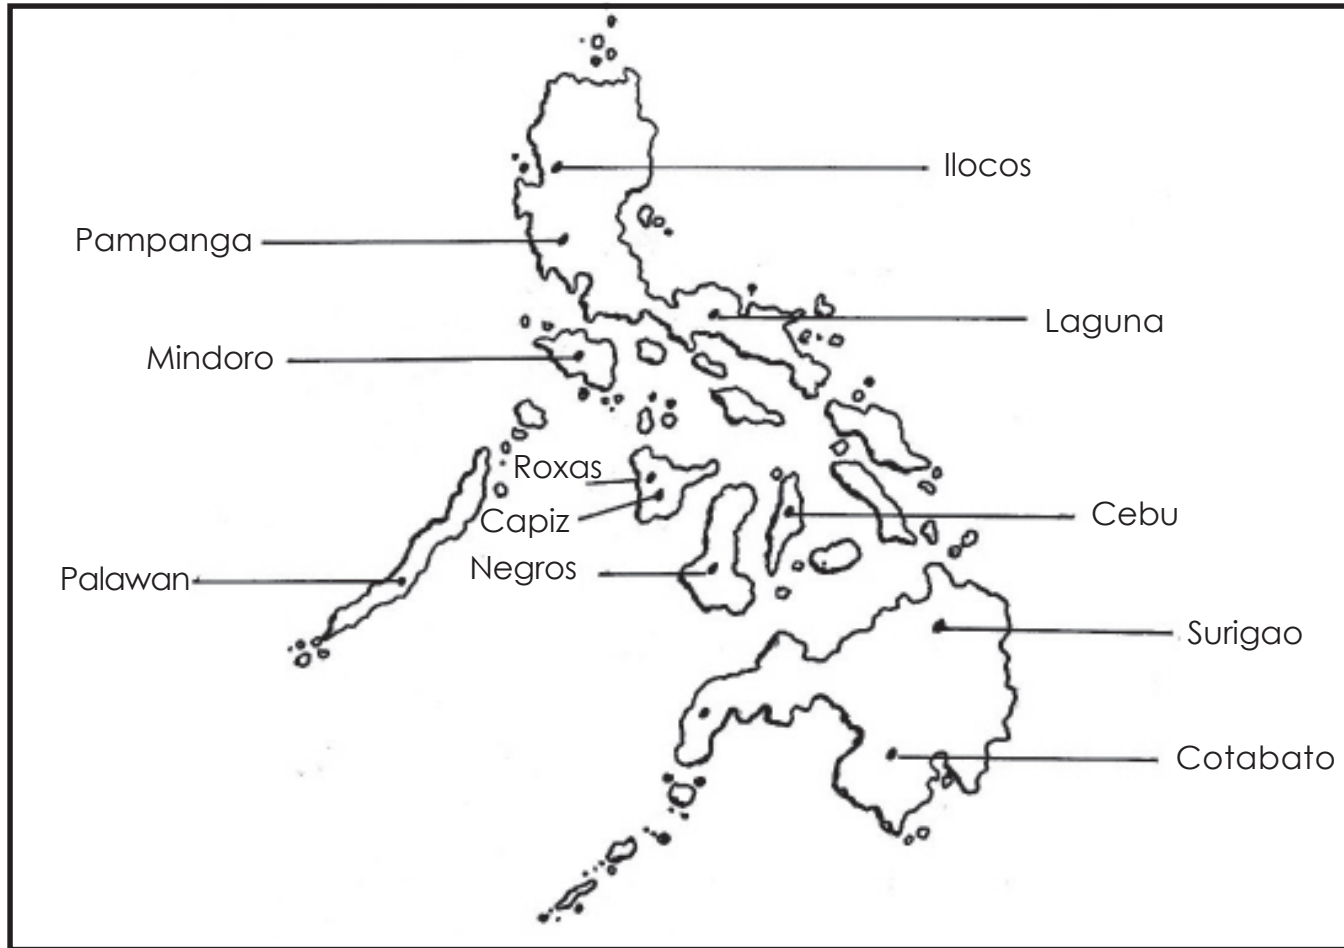 Ilocos
Pampanga
Laguna
Mindoro
Roxas
Capiz
Cebu
Negros
Palawan
Surigao
Cotabato